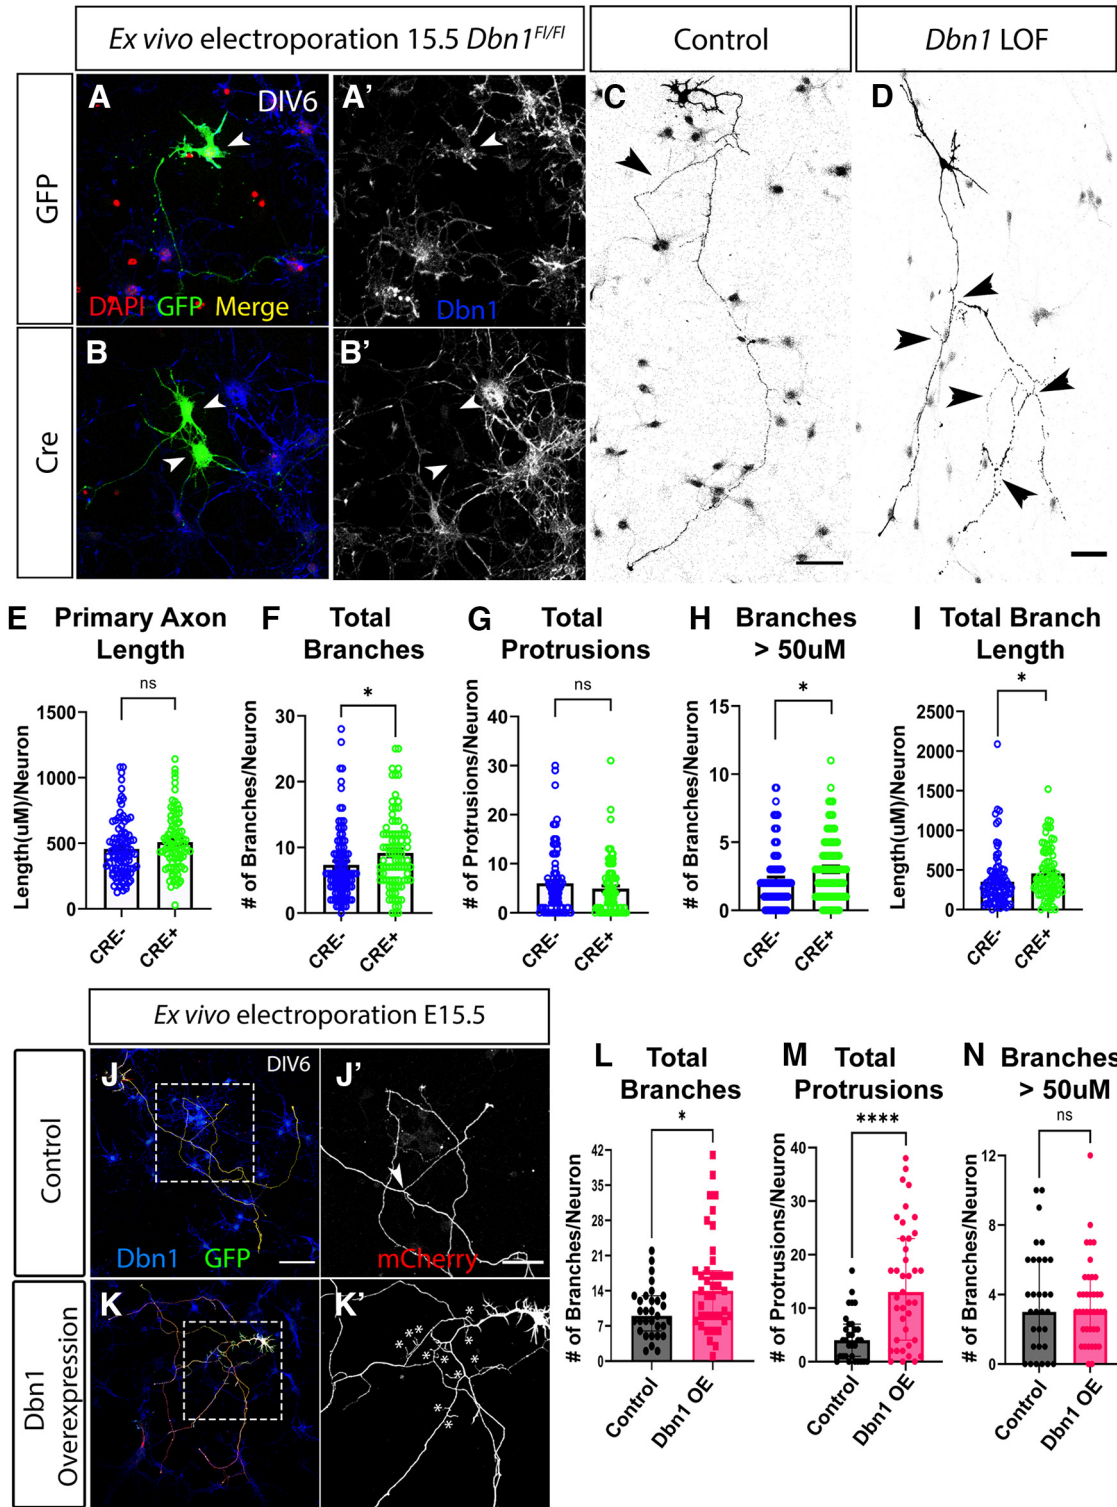 Ex vivo electroporation 15.5 Dbn1Fl/Fl
Control
Dbn1 LOF
GFP
A
DIV6
A'
DAPI GFP Merge
Dbn1
Cre
B
B'
C
D
E Primary Axon
Length
ns
Length(uM)/Neuron
1500
1000
500
0
CRE-
CRE+
F Total
Branches
*
# of Branches/Neuron
30
20
10
0
CRE-
CRE+
G Total
Protrusions
ns
# of Protrusions/Neuron
40
30
20
10
0
CRE-
CRE+
H Branches
> 50uM
*
# of Branches/Neuron
15
10
5
0
CRE-
CRE+
I Total Branch
Length
*
Length(uM)/Neuron
2500
2000
1500
1000
500
0
CRE-
CRE+
Ex vivo electroporation E15.5
Control
J
DIV6
J'
Dbn1 GFP
mCherry
Dbn1
Overexpression
K
K'
* * * * * * * * * * *
L Total
Branches
*
# of Branches/Neuron
42
35
28
21
14
7
0
Control
Dbn1 OE
M Total
Protrusions
****
# of Protrusions/Neuron
40
30
20
10
0
Control
Dbn1 OE
N Branches
> 50uM
ns
# of Branches/Neuron
12
8
4
0
Control
Dbn1 OE